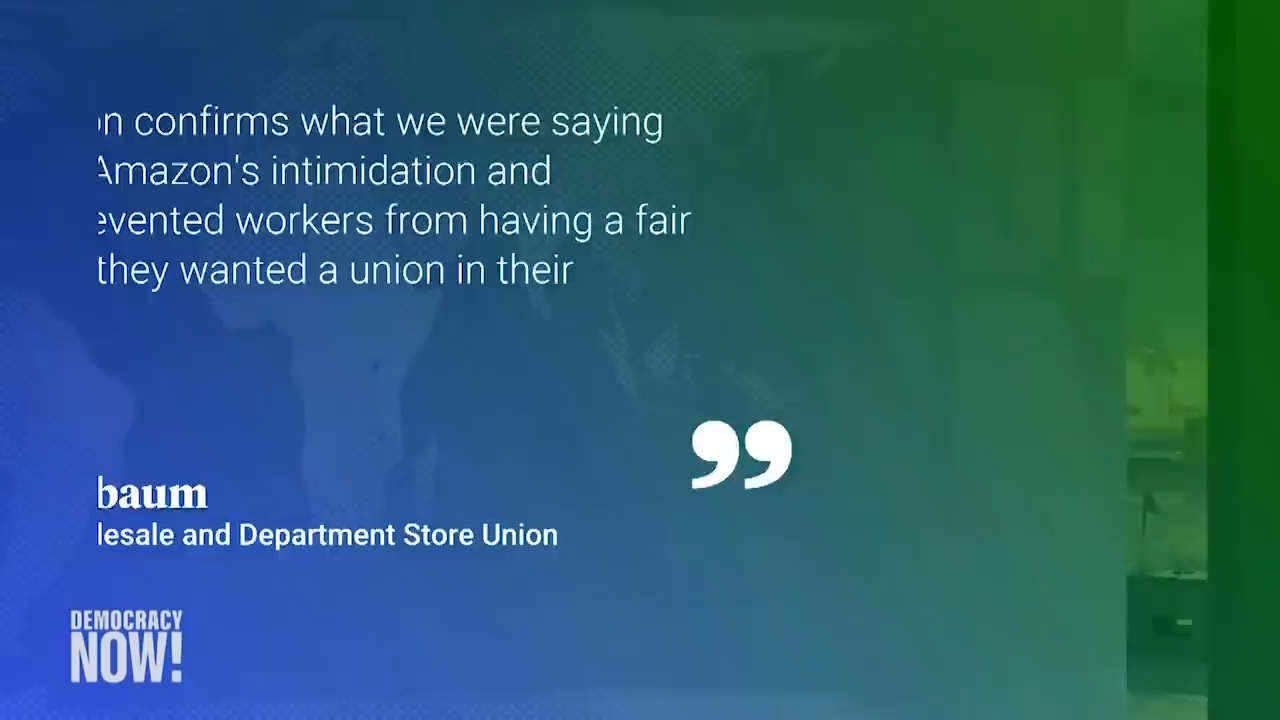 n confirms what we were saying
Amazon's intimidation and
evented workers from having a fair
they wanted a union in their
”
baum
lesale and Department Store Union
DEMOCRACY
NOW!